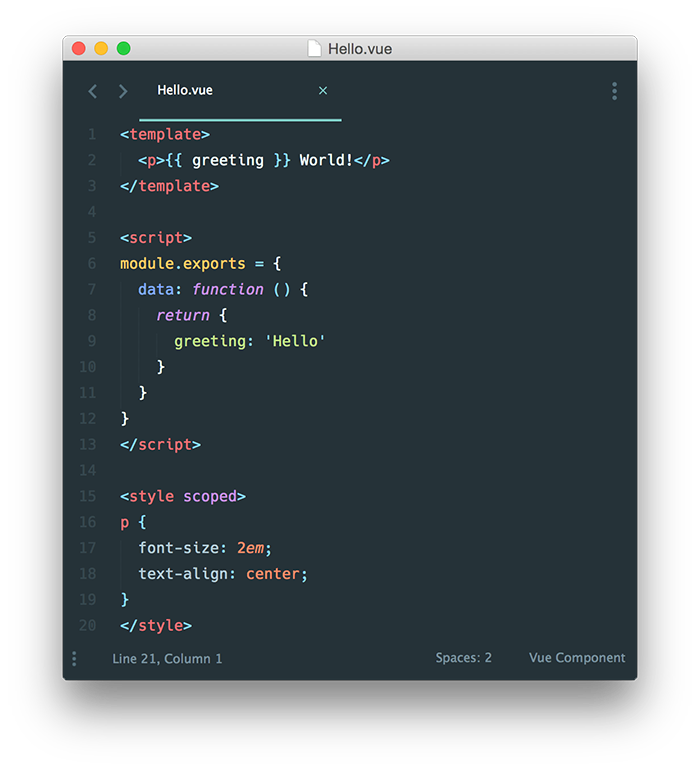 Hello.vue
Hello.vue ×
1 <template>
2   <p>{{ greeting }} World!</p>
3 </template>
4
5 <script>
6 module.exports = {
7   data: function () {
8     return {
9       greeting: 'Hello'
10     }
11   }
12 }
13 </script>
14
15 <style scoped>
16 p {
17   font-size: 2em;
18   text-align: center;
19 }
20 </style>
Line 21, Column 1 Spaces: 2 Vue Component